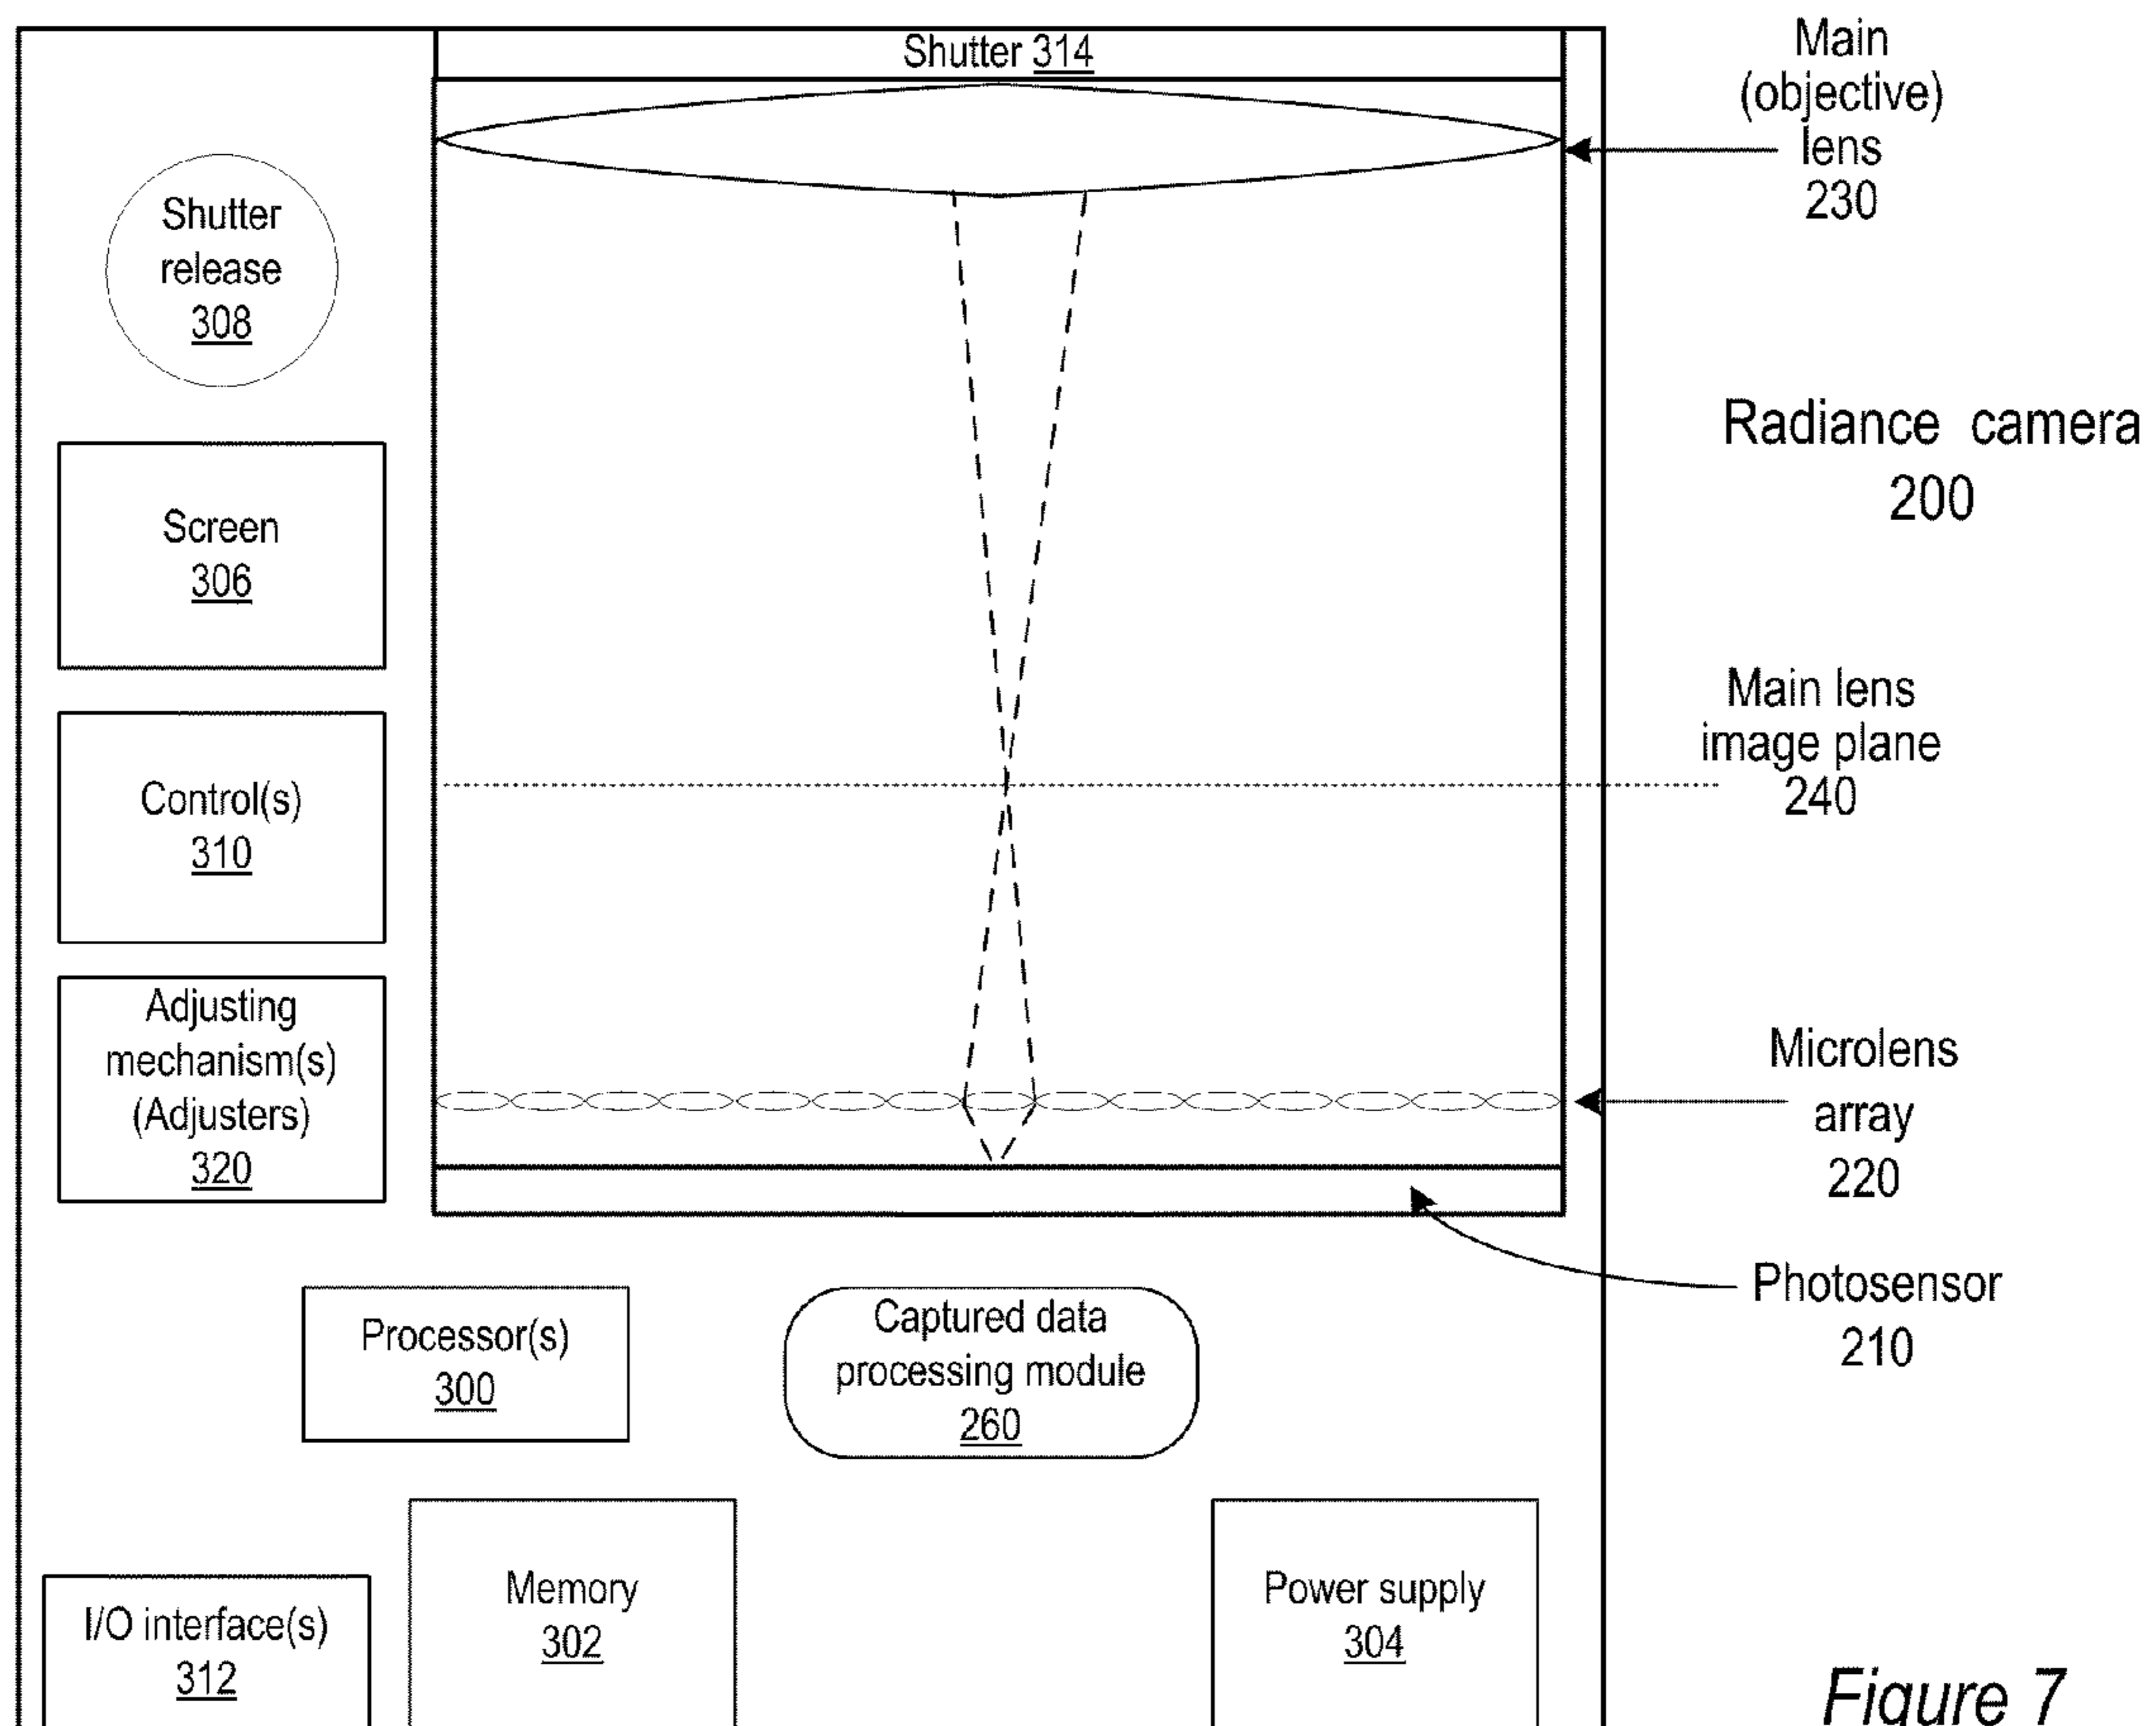 Shutter 314
Main
(objective)
lens
230
Shutter
release
308
Radiance camera
200
Screen
306
Main lens
image plane
240
Control(s)
310
Adjusting
mechanism(s)
(Adjusters)
320
Microlens
array
220
Photosensor
210
Processor(s)
300
Captured data
processing module
260
Memory
302
Power supply
304
I/O interface(s)
312
Figure 7